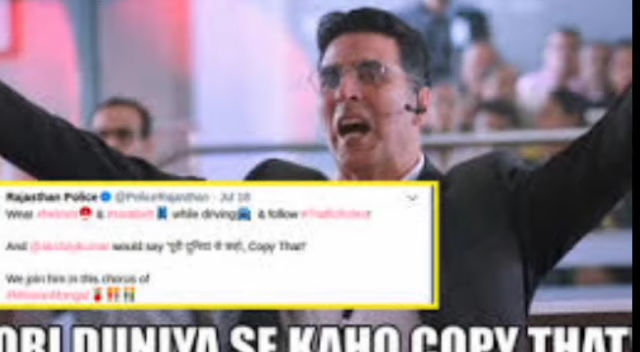 Rajasthan Police @PoliceRajasthan · Jul 18
Wear #helmet & #seatbelt while driving & follow
And @akshaykumar would say "पूरी दुनिया से कहो, Copy That"
We join him in this chorus of
#MissionMangal
ORI DUNIYA SE KAHO COPY THAT